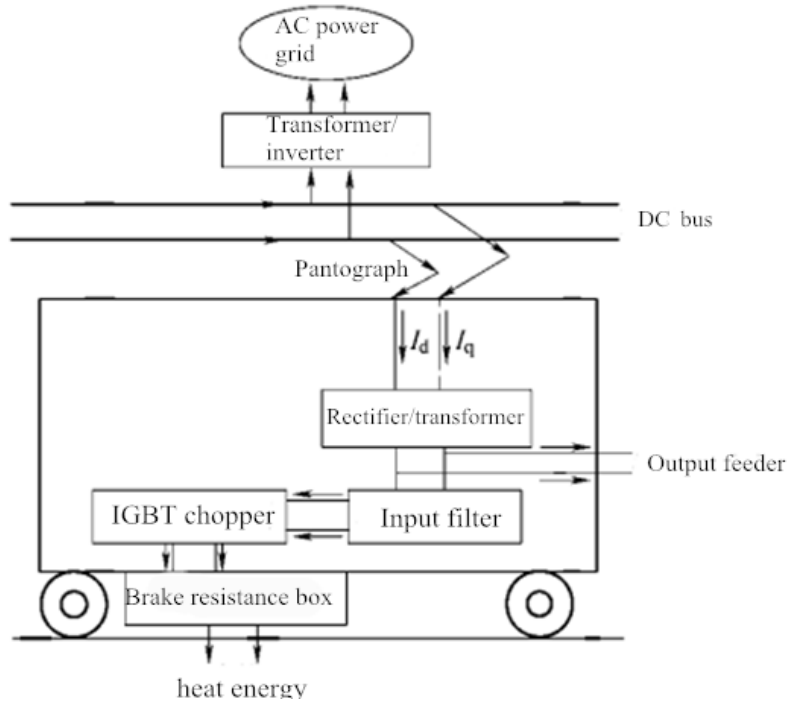 AC power
grid
Transformer/
inverter
DC bus
Pantograph
Id
Iq
Rectifier/transformer
Output feeder
IGBT chopper
Input filter
Brake resistance box
heat energy